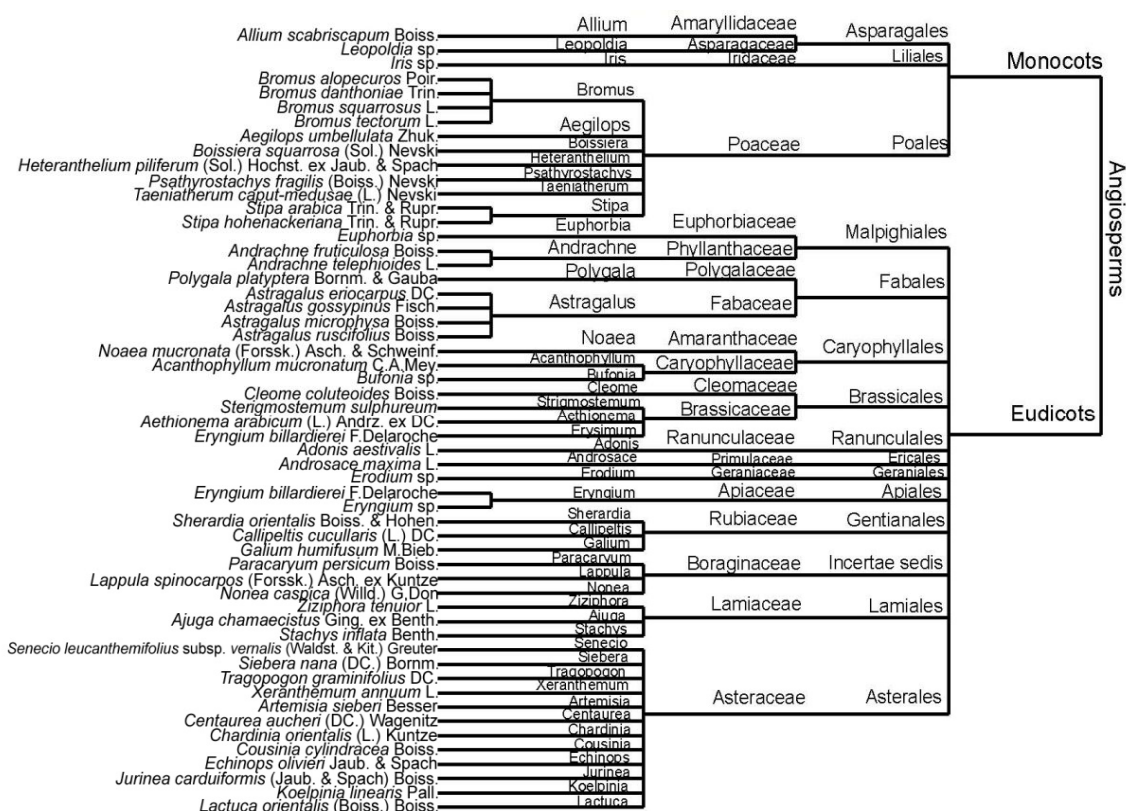 Allium scabriscapum Boiss.
Leopoldia sp.
Iris sp.
Bromus alopecuros Poir.
Bromus danthoniae Trin.
Bromus squarrosus L.
Bromus tectorum L.
Aegilops umbellulata Zhuk.
Boissiera squarrosa (Sol.) Nevski
Heteranthelium piliferum (Sol.) Hochst. ex Jaub. & Spach
Psathyrostachys fragilis (Boiss.) Nevski
Taeniatherum caput-medusae (L.) Nevski
Stipa arabica Trin. & Rupr.
Stipa hohenackeriana Trin. & Rupr.
Euphorbia sp.
Andrachne fruticulosa Boiss.
Andrachne telephioides L.
Polygala platyptera Bornm. & Gauba
Astragalus eriocarpus DC.
Astragalus gossypinus Fisch.
Astragalus microphysa Boiss.
Astragalus ruscifolius Boiss.
Noaea mucronata (Forssk.) Asch. & Schweinf.
Acanthophyllum mucronatum C.A.Mey.
Bufonia sp.
Cleome coluteoides Boiss.
Sterigmostemum sulphureum
Aethionema arabicum (L.) Andrz. ex DC.
Eryngium billardierei F.Delaroche
Adonis aestivalis L.
Androsace maxima L.
Erodium sp.
Eryngium billardierei F.Delaroche
Eryngium sp.
Sherardia orientalis Boiss. & Hohen.
Callipeltis cucullaris (L.) DC.
Galium humifusum M.Bieb.
Paracaryum persicum Boiss.
Lappula spinocarpos (Forssk.) Asch. ex Kuntze
Nonea caspica (Willd.) G.Don
Ziziphora tenuior L.
Ajuga chamaecistus Ging. ex Benth.
Stachys inflata Benth.
Senecio leucanthemifolius subsp. vernalis (Waldst. & Kit.) Greuter
Siebera nana (DC.) Bornm.
Tragopogon graminifolius DC.
Xeranthemum annuum L.
Artemisia sieberi Besser
Centaurea aucheri (DC.) Wagenitz
Chardinia orientalis (L.) Kuntze
Cousinia cylindracea Boiss.
Echinops olivieri Jaub. & Spach
Jurinea carduiformis (Jaub. & Spach) Boiss.
Koelpinia linearis Pall.
Lactuca orientalis (Boiss.) Boiss.
Allium
Leopoldia
Iris
Bromus
Aegilops
Boissiera
Heteranthelium
Psathyrostachys
Taeniatherum
Stipa
Euphorbia
Andrachne
Polygala
Astragalus
Noaea
Acanthophyllum
Bufonia
Cleome
Strigmostemum
Aethionema
Erysimum
Adonis
Androsace
Erodium
Eryngium
Sherardia
Callipeltis
Galium
Paracaryum
Lappula
Nonea
Ziziphora
Ajuga
Stachys
Senecio
Siebera
Tragopogon
Xeranthemum
Artemisia
Centaurea
Chardinia
Cousinia
Echinops
Jurinea
Koelpinia
Lactuca
Amaryllidaceae
Asparagaceae
Iridaceae
Poaceae
Euphorbiaceae
Phyllanthaceae
Polygalaceae
Fabaceae
Amaranthaceae
Caryophyllaceae
Cleomaceae
Brassicaceae
Ranunculaceae
Primulaceae
Geraniaceae
Apiaceae
Rubiaceae
Boraginaceae
Lamiaceae
Asteraceae
Asparagales
Liliales
Poales
Malpighiales
Fabales
Caryophyllales
Brassicales
Ranunculales
Ericales
Geraniales
Apiales
Gentianales
Incertae sedis
Lamiales
Asterales
Monocots
Eudicots
Angiosperms